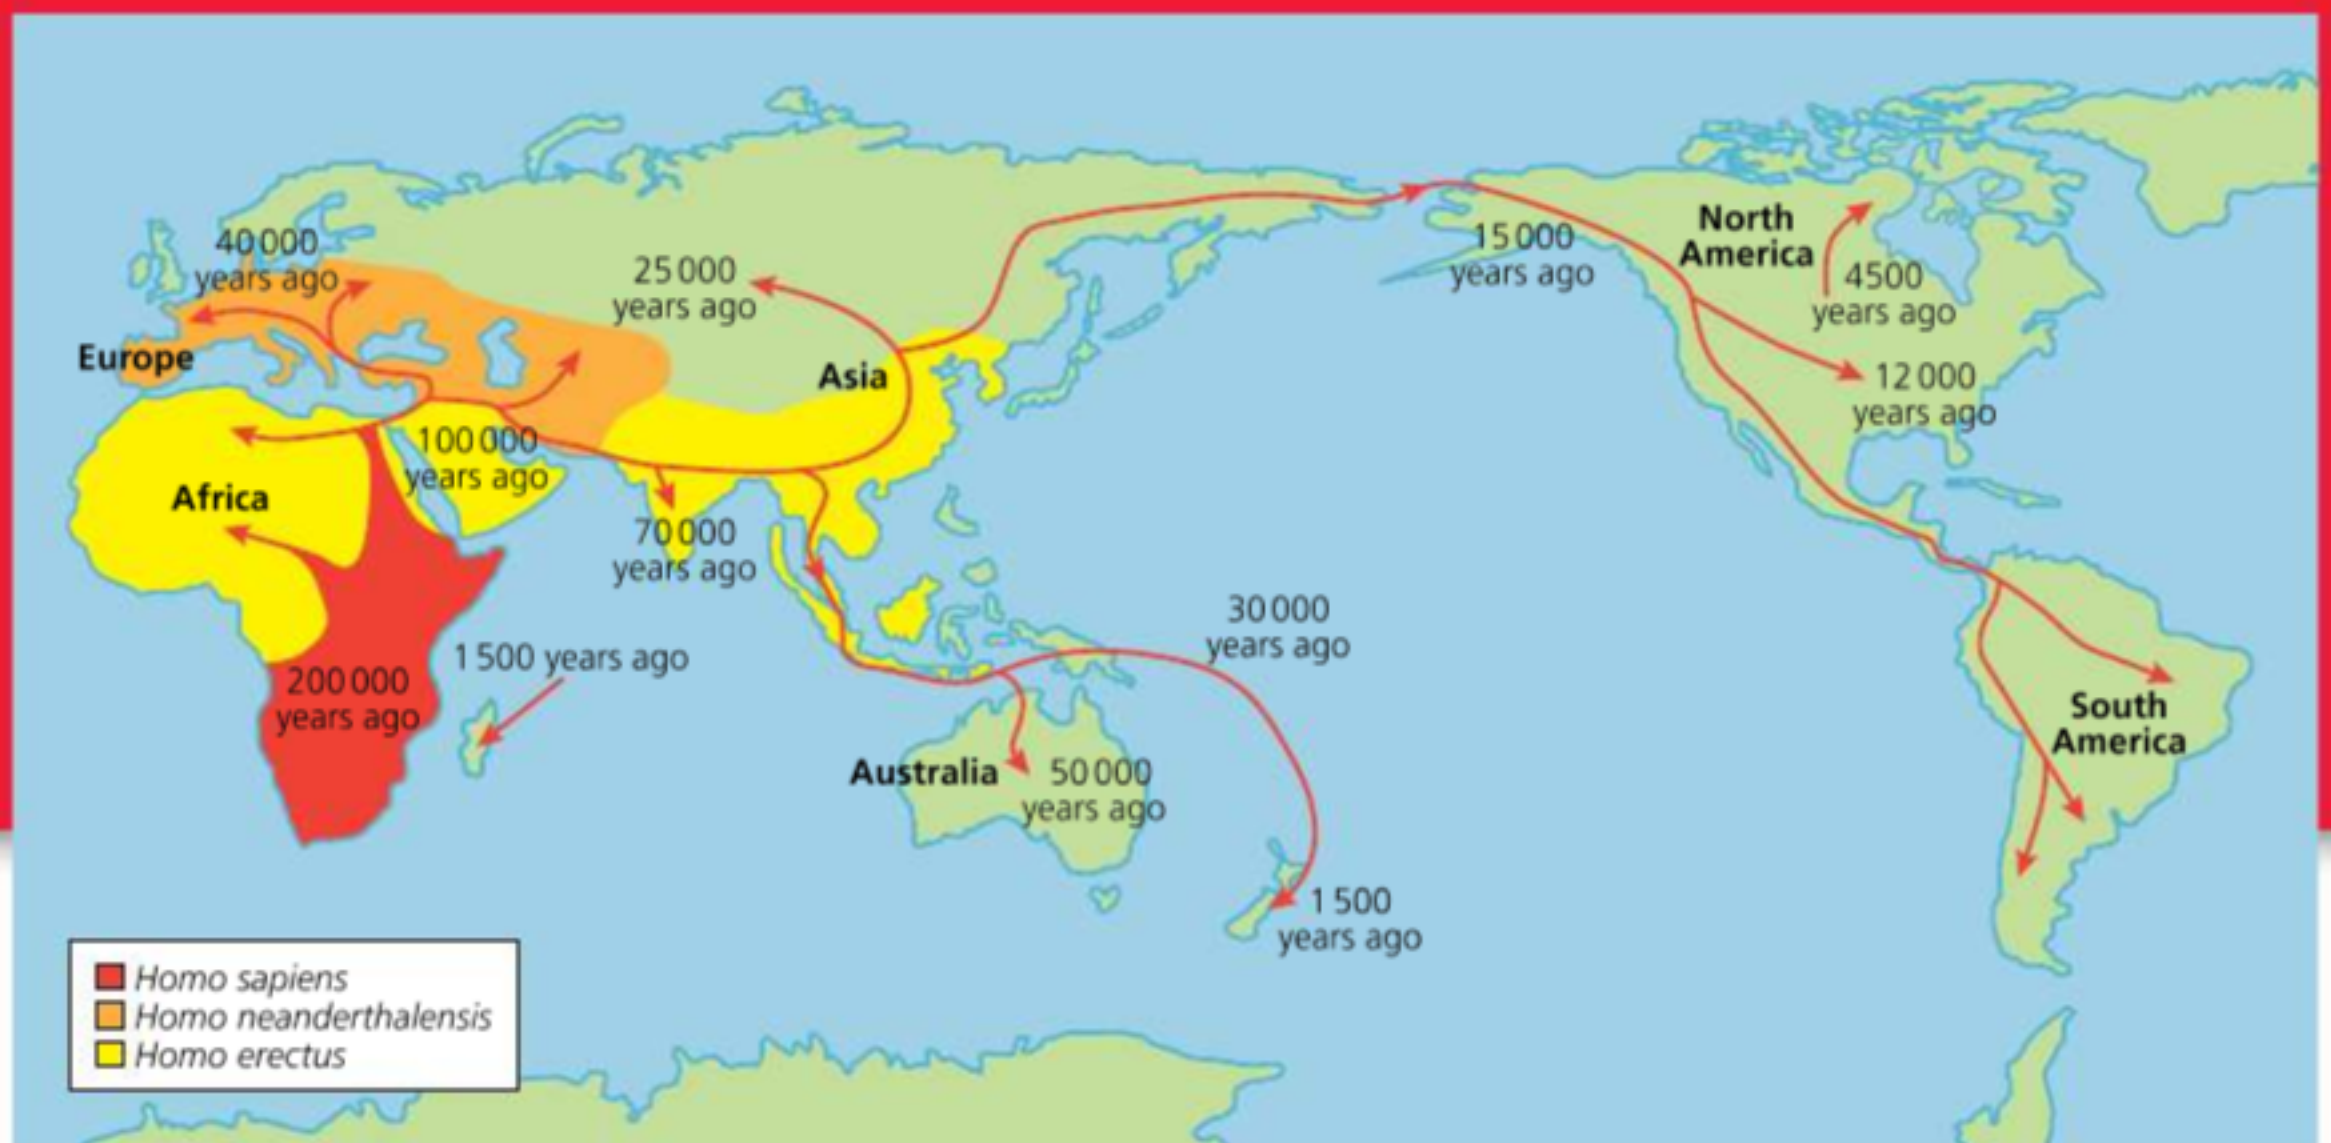 40 000
years ago
25 000
years ago
15 000
years ago
North
America
4500
years ago
Europe
Asia
12 000
years ago
100 000
years ago
Africa
70 000
years ago
30 000
years ago
1 500 years ago
200 000
years ago
South
America
Australia
50 000
years ago
1 500
years ago
Homo sapiens
Homo neanderthalensis
Homo erectus